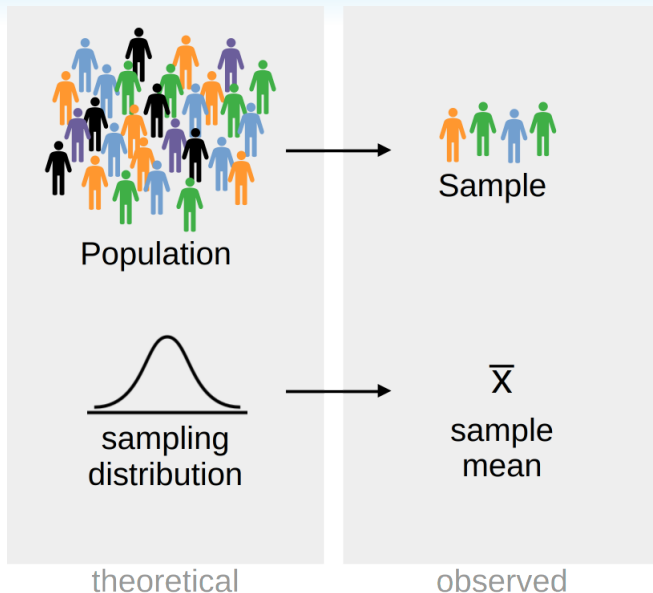 Population
Sample
sampling
distribution
x̅
sample
mean
theoretical
observed